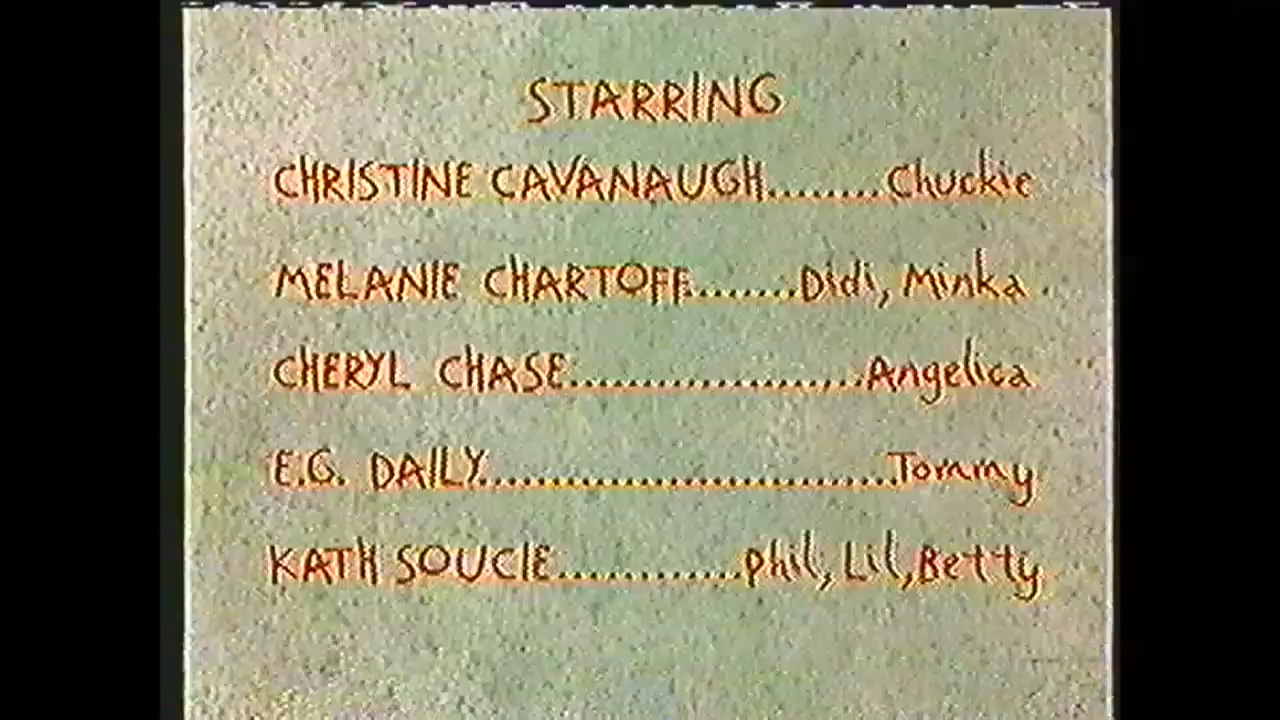 STARRING
CHRISTINE CAVANAUGH........Chuckie
MELANIE CHARTOFF........Didi, Minka
CHERYL CHASE....................Angelica
E.G. DAILY............................Tommy
KATH SOUCIE............Phil, Lil, Betty